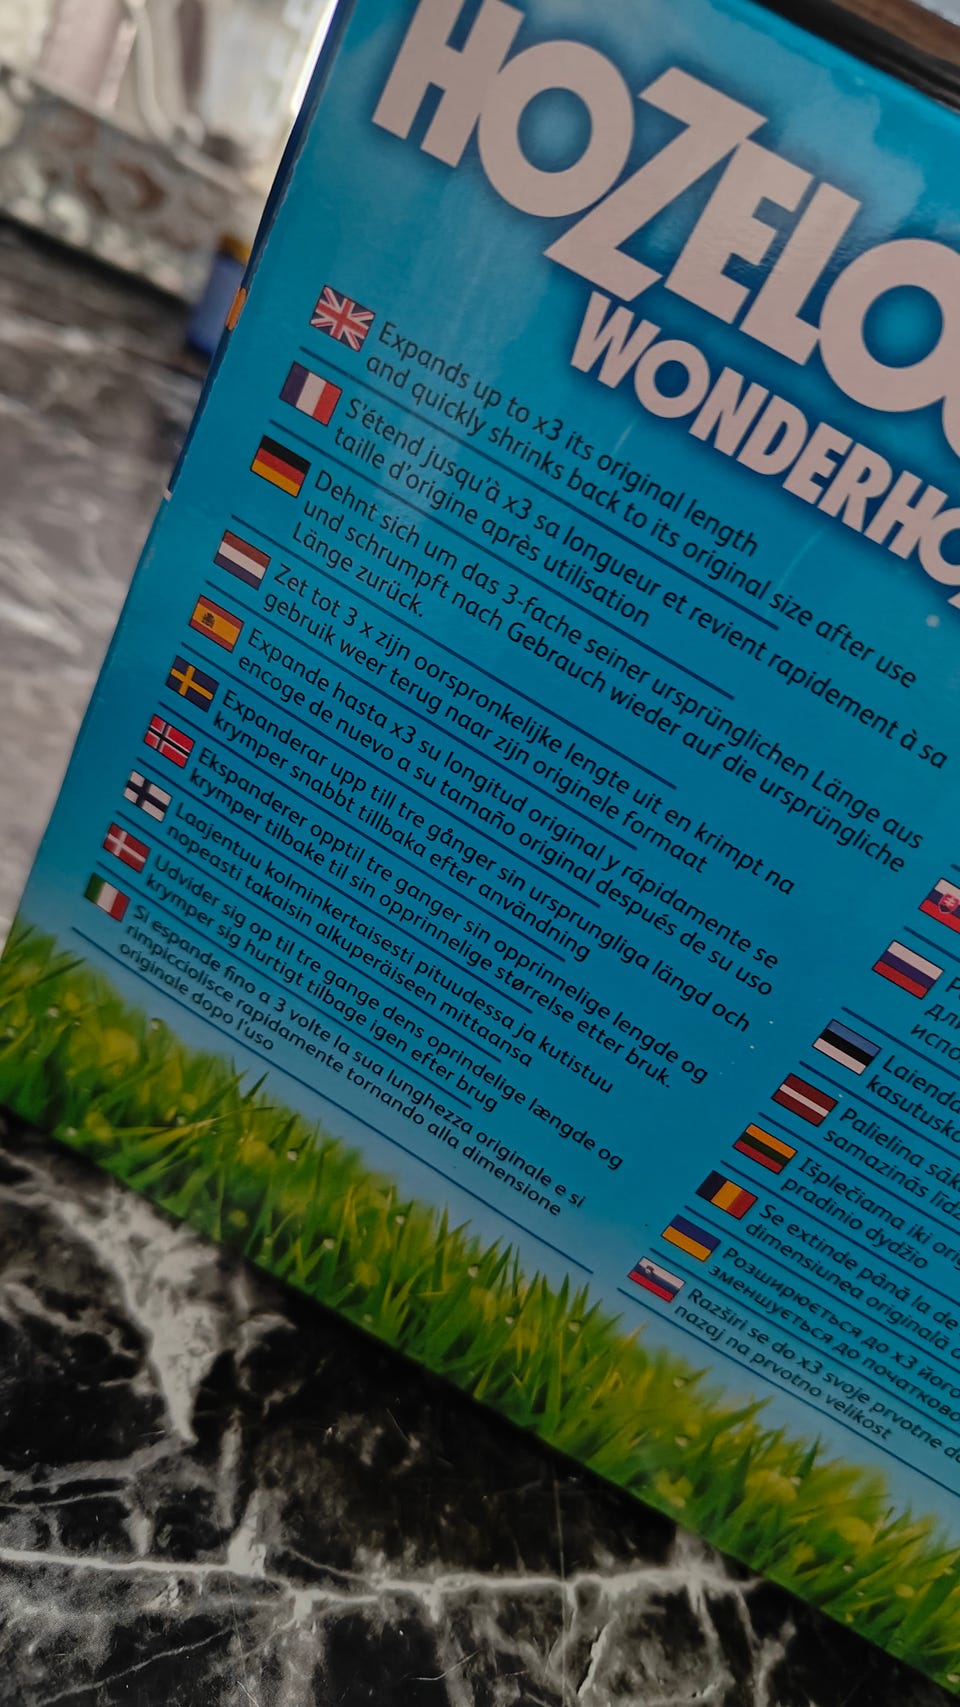 HOZELO
WONDERHO
Expands up to x3 its original length
and quickly shrinks back to its original size after use
S'étend jusqu'à x3 sa longueur et revient rapidement à sa
taille d'origine après utilisation
Dehnt sich um das 3-fache seiner ursprünglichen Länge aus
und schrumpft nach Gebrauch wieder auf die ursprüngliche
Länge zurück.
Zet tot 3 x zijn oorspronkelijke lengte uit en krimpt na
gebruik weer terug naar zijn originele formaat
Expande hasta x3 su longitud original y rápidamente se
encoge de nuevo a su tamaño original después de su uso
Expanderar upp till tre gånger sin ursprungliga längd och
krymper snabbt tillbaka efter användning
Ekspanderer opptil tre ganger sin opprinnelige lengde og
krymper tilbake til sin opprinnelige størrelse etter bruk.
Laajentuu kolminkertaisesti pituudessa ja kutistuu
nopeasti takaisin alkuperäiseen mittaansa
Udvider sig op til tre gange dens oprindelige længde og
krymper sig hurtigt tilbage igen efter brug
Si espande fino a 3 volte la sua lunghezza originale e si
rimpicciolisce rapidamente tornando alla dimensione
originale dopo l'uso
дли
испо
Laienda
kasutusko
Palielina sāk
samazinās līdz
Išplečiama iki orig
pradinio dydžio
Se extinde până la de
dimensiunea originală
Розширюється до x3 його
зменшується до початково
Razširi se do x3 svoje prvotne
nazaj na prvotno velikost